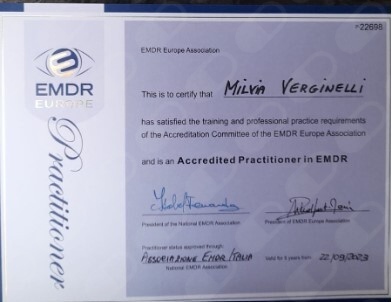 22698
EMDR Europe Association
EMDR
EUROPE
Practitioner
This is to certify that Milvia Verginelli
has satisfied the training and professional practice requirements
of the Accreditation Committee of the EMDR Europe Association
and is an Accredited Practitioner in EMDR
President of the National EMDR Association
President of EMDR Europe Association
Practitioner status approved through:
Associazione EMDR Italia
National EMDR Association
Valid for 5 years from 22/09/2023